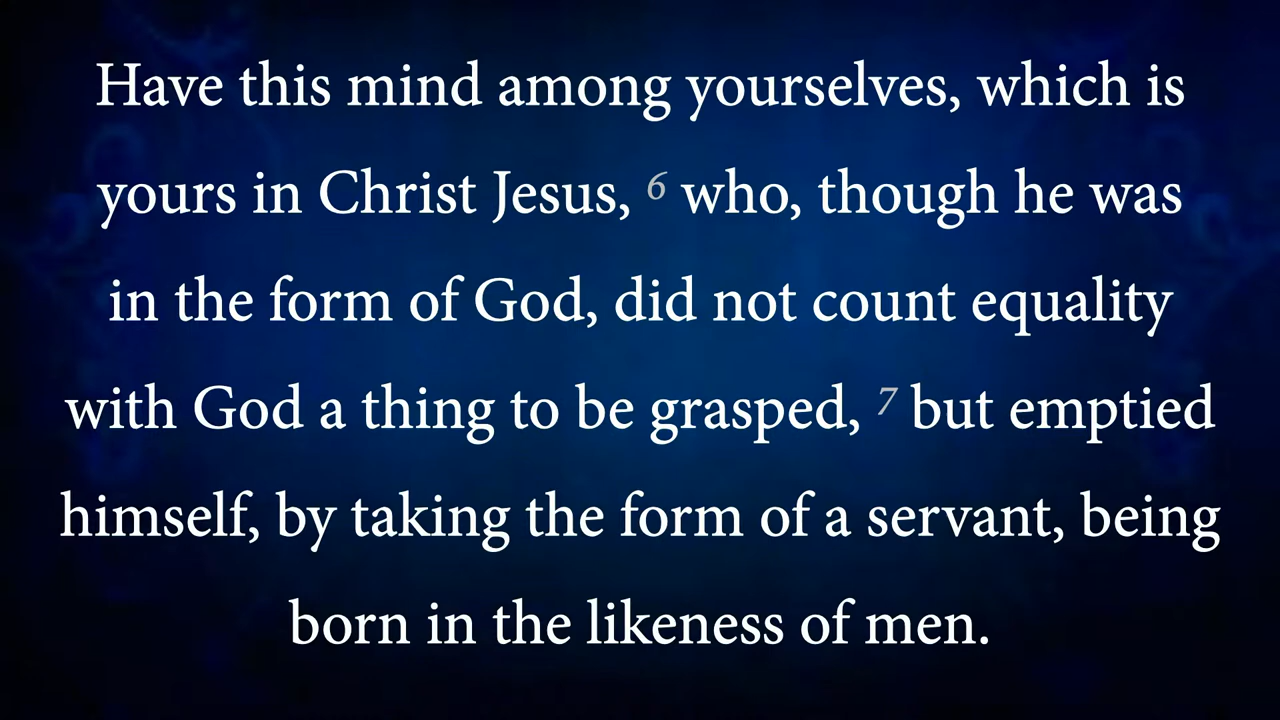 Have this mind among yourselves, which is
yours in Christ Jesus, 6 who, though he was
in the form of God, did not count equality
with God a thing to be grasped, 7 but emptied
himself, by taking the form of a servant, being
born in the likeness of men.